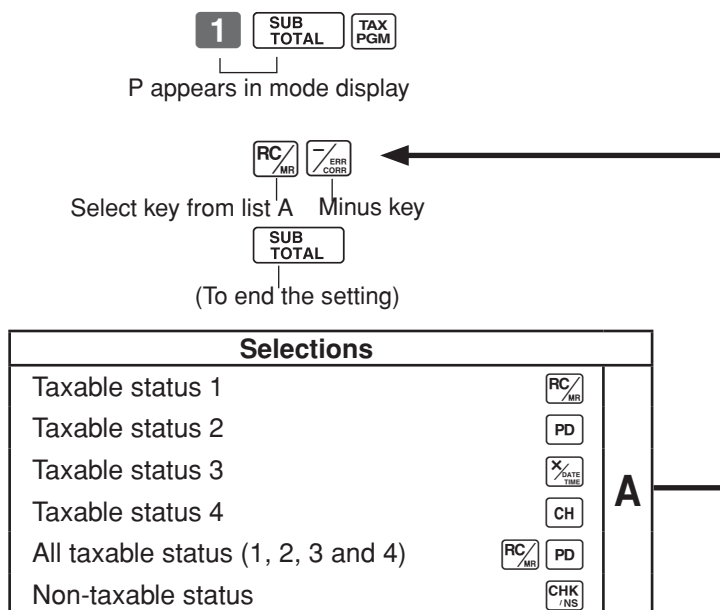 1 SUB TOTAL TAX PGM
P appears in mode display
RC/MR −/ERR CORR
Select key from list A Minus key
SUB TOTAL
(To end the setting)
Selections
Taxable status 1 RC/MR
Taxable status 2 PD
Taxable status 3 ×/DATE TIME
Taxable status 4 CH
All taxable status (1, 2, 3 and 4) RC/MR PD
Non-taxable status CHK/NS
A